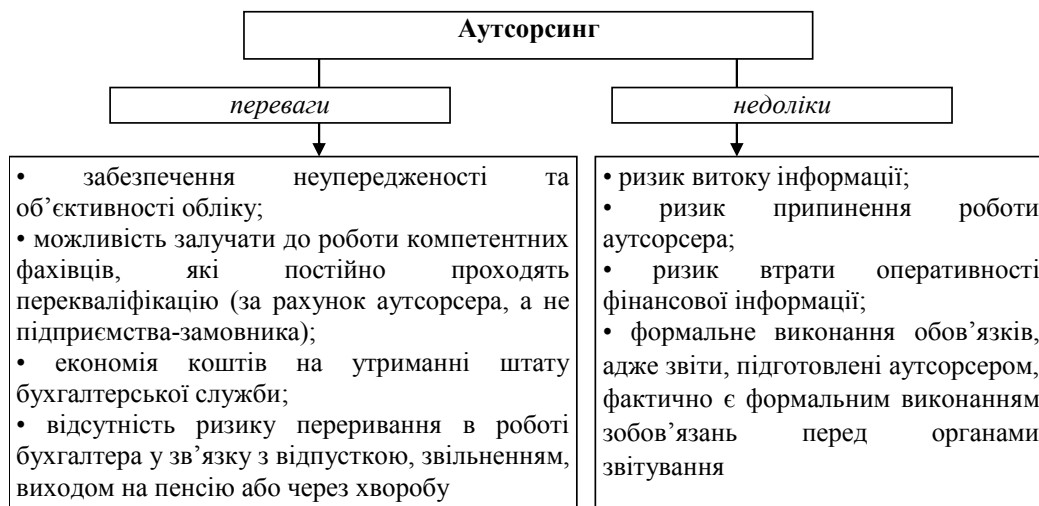 Аутсорсинг
переваги
недоліки
• забезпечення неупередженості та
об’єктивності обліку;
• можливість залучати до роботи компетентних
фахівців, які постійно проходять
перекваліфікацію (за рахунок аутсорсера, а не
підприємства-замовника);
• економія коштів на утриманні штату
бухгалтерської служби;
• відсутність ризику переривання в роботі
бухгалтера у зв’язку з відпусткою, звільненням,
виходом на пенсію або через хворобу
• ризик витоку інформації;
• ризик припинення роботи
аутсорсера;
• ризик втрати оперативності
фінансової інформації;
• формальне виконання обов’язків,
адже звіти, підготовлені аутсорсером,
фактично є формальним виконанням
зобов’язань перед органами
звітування